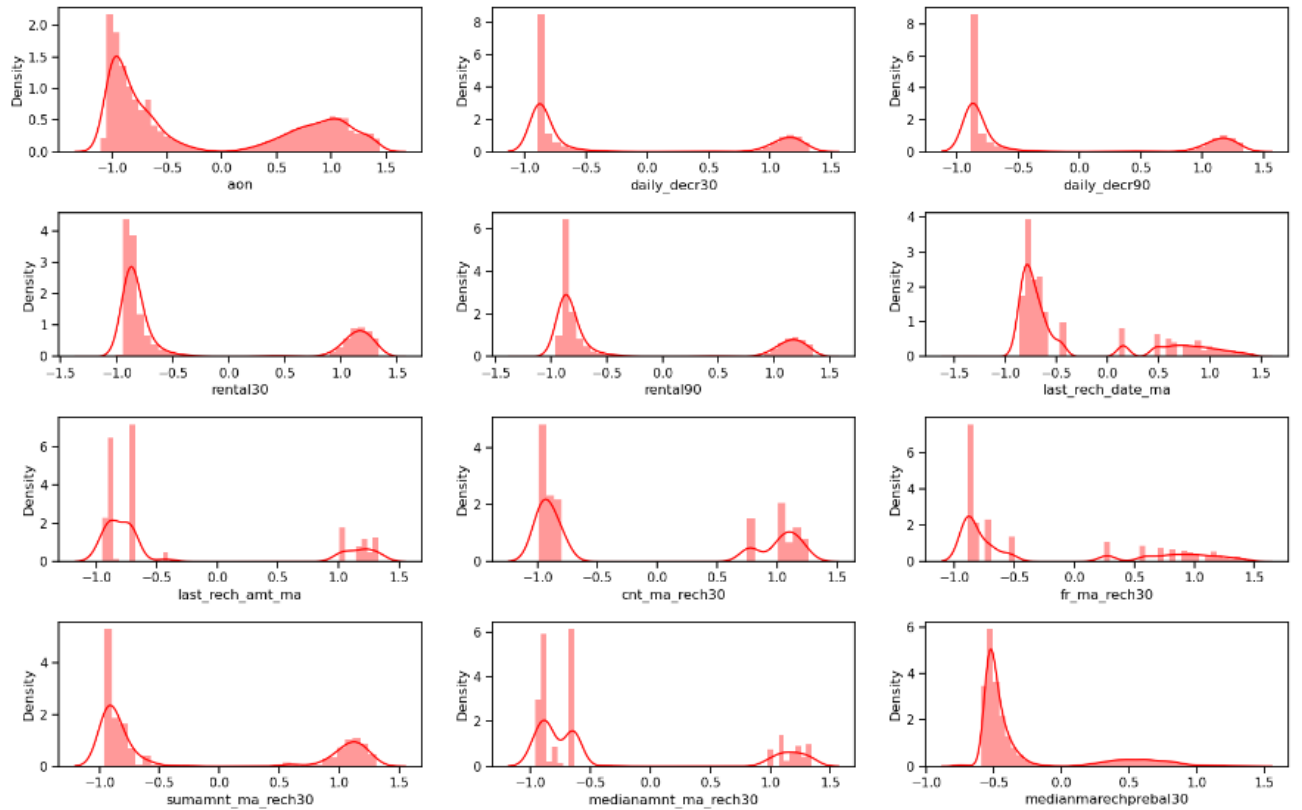 2.0
1.5
1.0
0.5
0.0
Density
−1.0 −0.5 0.0 0.5 1.0 1.5
aon
8
6
4
2
0
Density
−1.0 −0.5 0.0 0.5 1.0 1.5
daily_decr30
8
6
4
2
0
Density
−1.0 −0.5 0.0 0.5 1.0 1.5
daily_decr90
4
3
2
1
0
Density
−1.5 −1.0 −0.5 0.0 0.5 1.0 1.5
rental30
6
4
2
0
Density
−1.0 −0.5 0.0 0.5 1.0 1.5
rental90
4
3
2
1
0
Density
−1.5 −1.0 −0.5 0.0 0.5 1.0 1.5
last_rech_date_ma
6
4
2
0
Density
−1.0 −0.5 0.0 0.5 1.0 1.5
last_rech_amt_ma
4
2
0
Density
−1.0 −0.5 0.0 0.5 1.0 1.5
cnt_ma_rech30
6
4
2
0
Density
−1.0 −0.5 0.0 0.5 1.0 1.5
fr_ma_rech30
4
2
0
Density
−1.0 −0.5 0.0 0.5 1.0 1.5
sumamnt_ma_rech30
6
4
2
0
Density
−1.0 −0.5 0.0 0.5 1.0 1.5
medianamnt_ma_rech30
6
4
2
0
Density
−1.0 −0.5 0.0 0.5 1.0 1.5
medianmarechprebal30